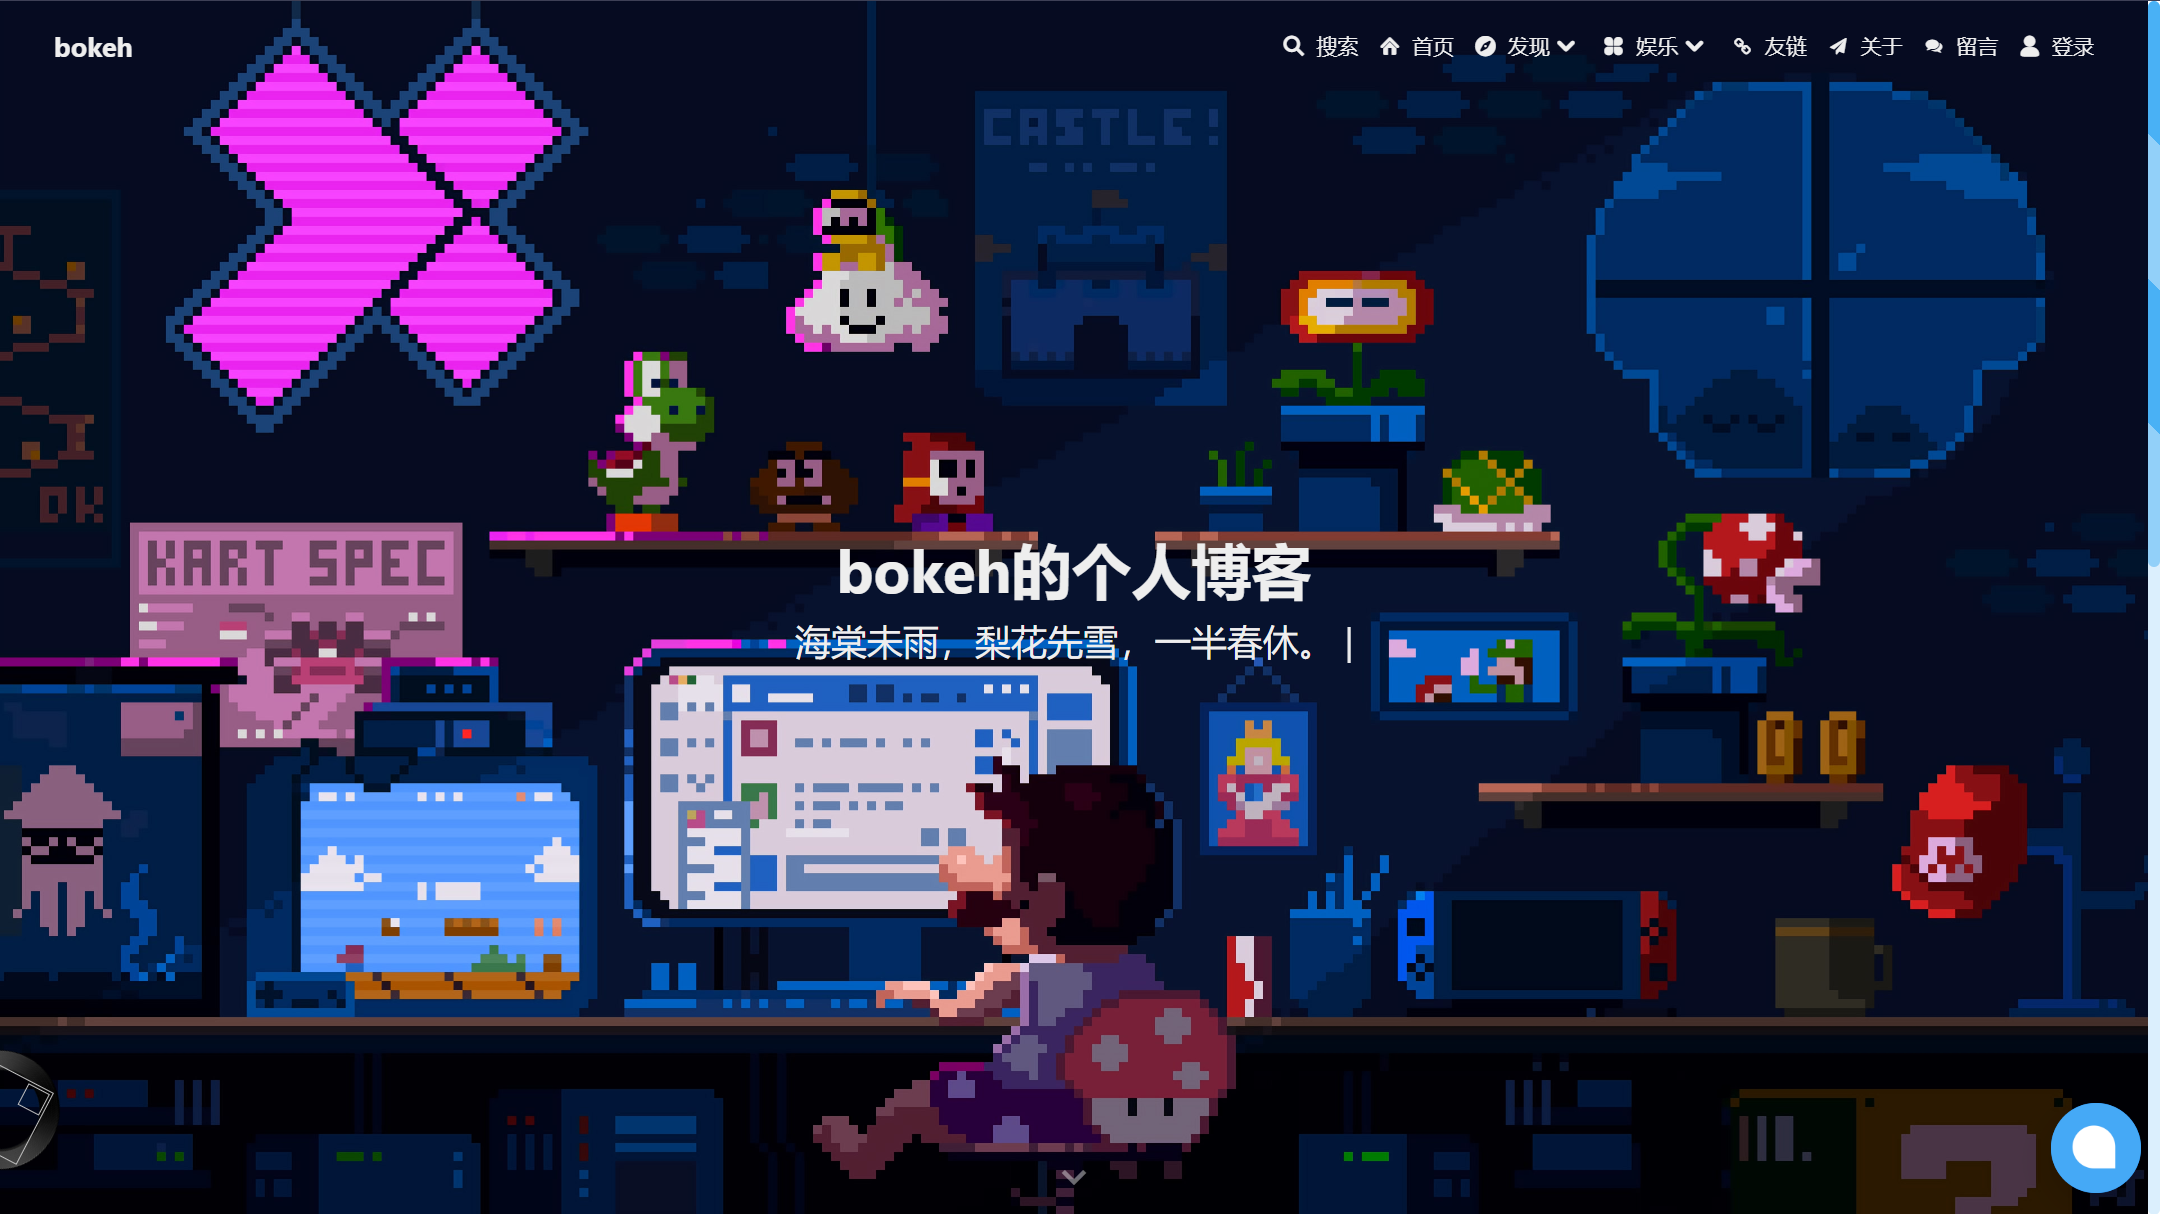 bokeh
搜索 首页 发现 娱乐 友链 关于 留言 登录
CASTLE!
DK
KART SPEC
bokeh的个人博客
海棠未雨，梨花先雪，一半春休。 |